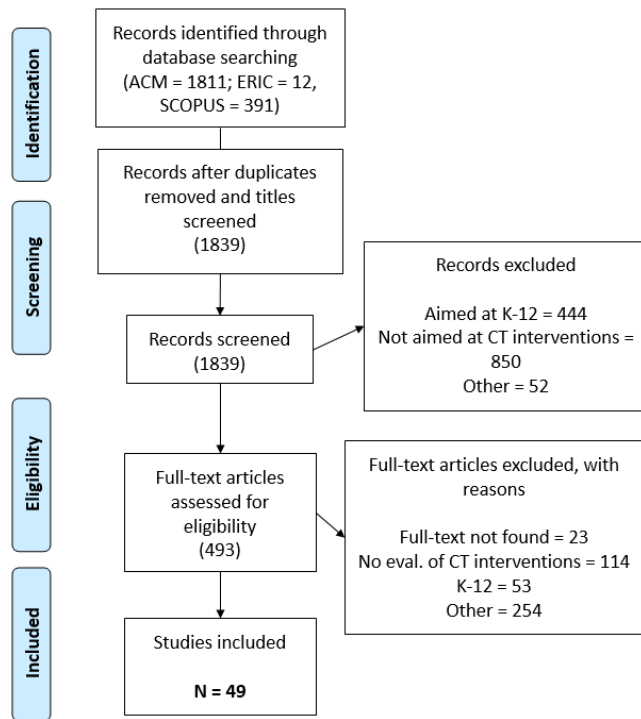 Identification
Records identified through
database searching
(ACM = 1811; ERIC = 12,
SCOPUS = 391)
Records after duplicates
removed and titles
screened
(1839)
Screening
Records screened
(1839)
Records excluded
Aimed at K-12 = 444
Not aimed at CT interventions =
850
Other = 52
Eligibility
Full-text articles
assessed for
eligibility
(493)
Full-text articles excluded, with
reasons
Full-text not found = 23
No eval. of CT interventions = 114
K-12 = 53
Other = 254
Included
Studies included
N = 49